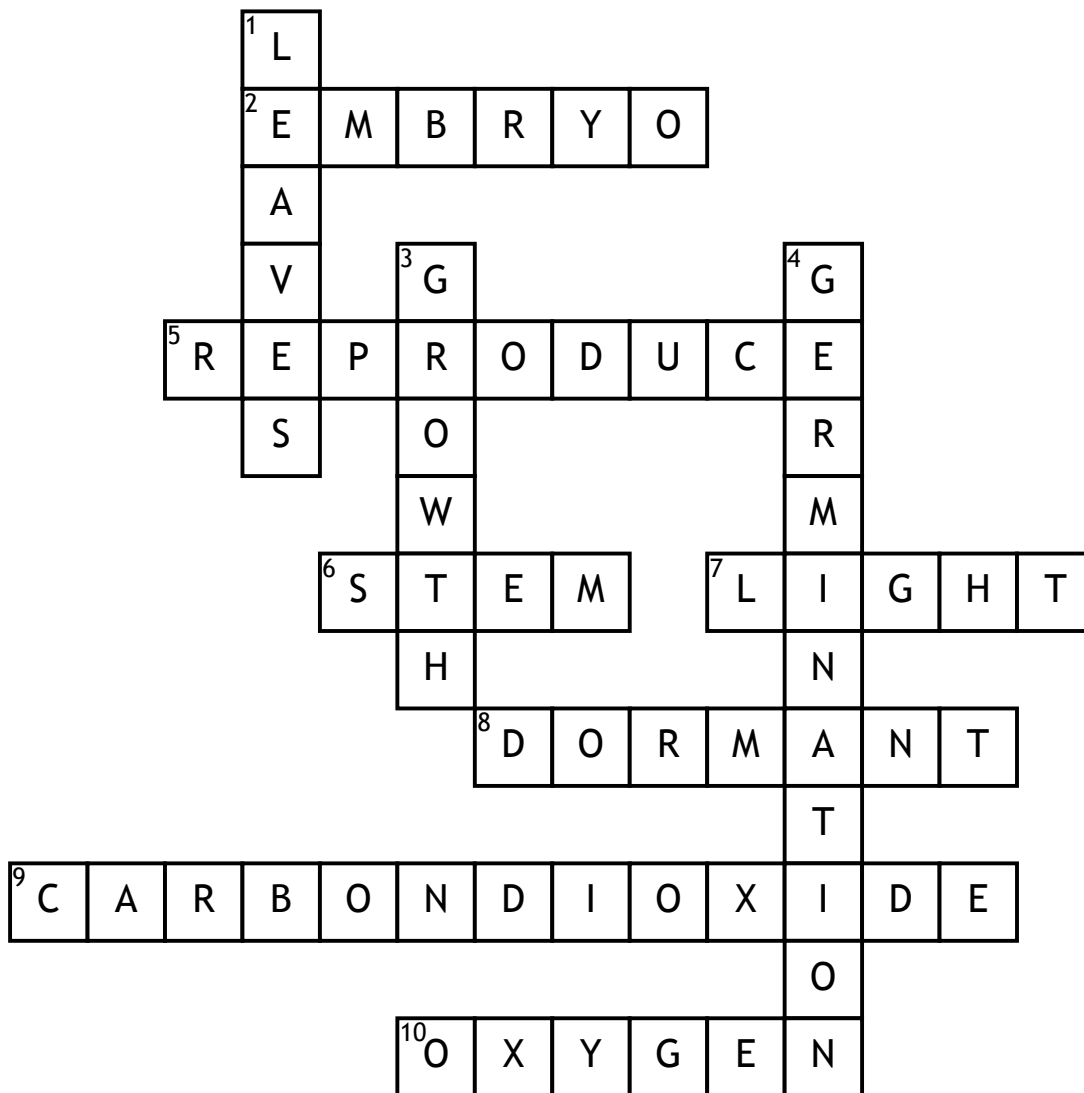 1 L
2 E M B R Y O
A
V 3 G 4 G
5 R E P R O D U C E
S O R
W M
6 S T E M 7 L I G H T
H N
8 D O R M A N T
T
9 C A R B O N D I O X I D E
O
10 O X Y G E N